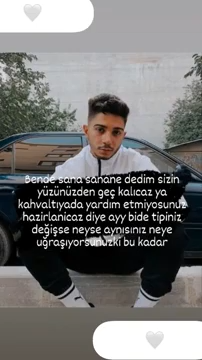 Bende sana sanane dedim sizin
yüzünüzden geç kalıcaz ya
kahvaltıyada yardım etmiyosunuz
hazirlanicaz diye ayy bide tipiniz
değişse neyse aynısınız neye
uğraşıyorsunuzki bu kadar